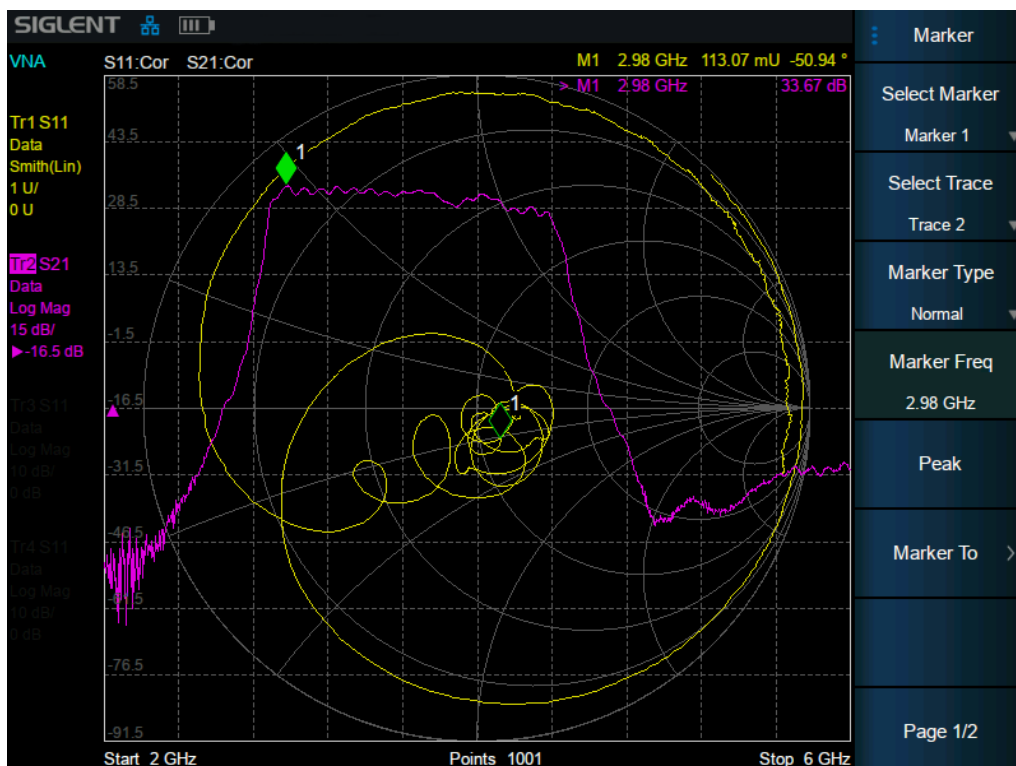 SIGLENT
VNA
S11:Cor S21:Cor
M1 2.98 GHz 113.07 mU -50.94 °
> M1 2.98 GHz 33.67 dB
Tr1 S11
Data
Smith(Lin)
1 U/
0 U
Tr2 S21
Data
Log Mag
15 dB/
▶-16.5 dB
Tr3 S11
Data
Log Mag
10 dB/
0 dB
Tr4 S11
Data
Log Mag
10 dB/
0 dB
58.5
43.5
28.5
13.5
-1.5
-16.5
-31.5
-46.5
-61.5
-76.5
-91.5
1
1
Start 2 GHz Points 1001 Stop 6 GHz
Marker
Select Marker
Marker 1
Select Trace
Trace 2
Marker Type
Normal
Marker Freq
2.98 GHz
Peak
Marker To
Page 1/2